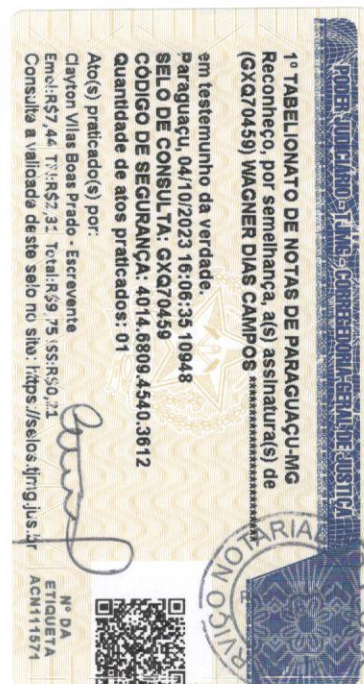 PODER JUDICIÁRIO - TJMG - CORREGEDORIA-GERAL DE JUSTIÇA
1º TABELIONATO DE NOTAS DE PARAGUAÇU-MG
Reconheço, por semelhança, a(s) assinatura(s) de
(GXQ70459) WAGNER DIAS CAMPOS
em testemunho da verdade.
Paraguaçu, 04/10/2023 16:06:35 10948
SELO DE CONSULTA: GXQ70459
CÓDIGO DE SEGURANÇA: 4014.6809.4540.3612
Quantidade de atos praticados: 01
Ato(s) praticado(s) por:
Clayton Vilas Boas Prado - Escrevente
Emol:R$7,44 TFJ:R$2,31 Total:R$9,75 ISS:R$0,21
Consulte a validade deste selo no site: https://selos.tjmg.jus.br
Nº DA
ETIQUETA
ACN111571
SERVIÇO NOTARIAL